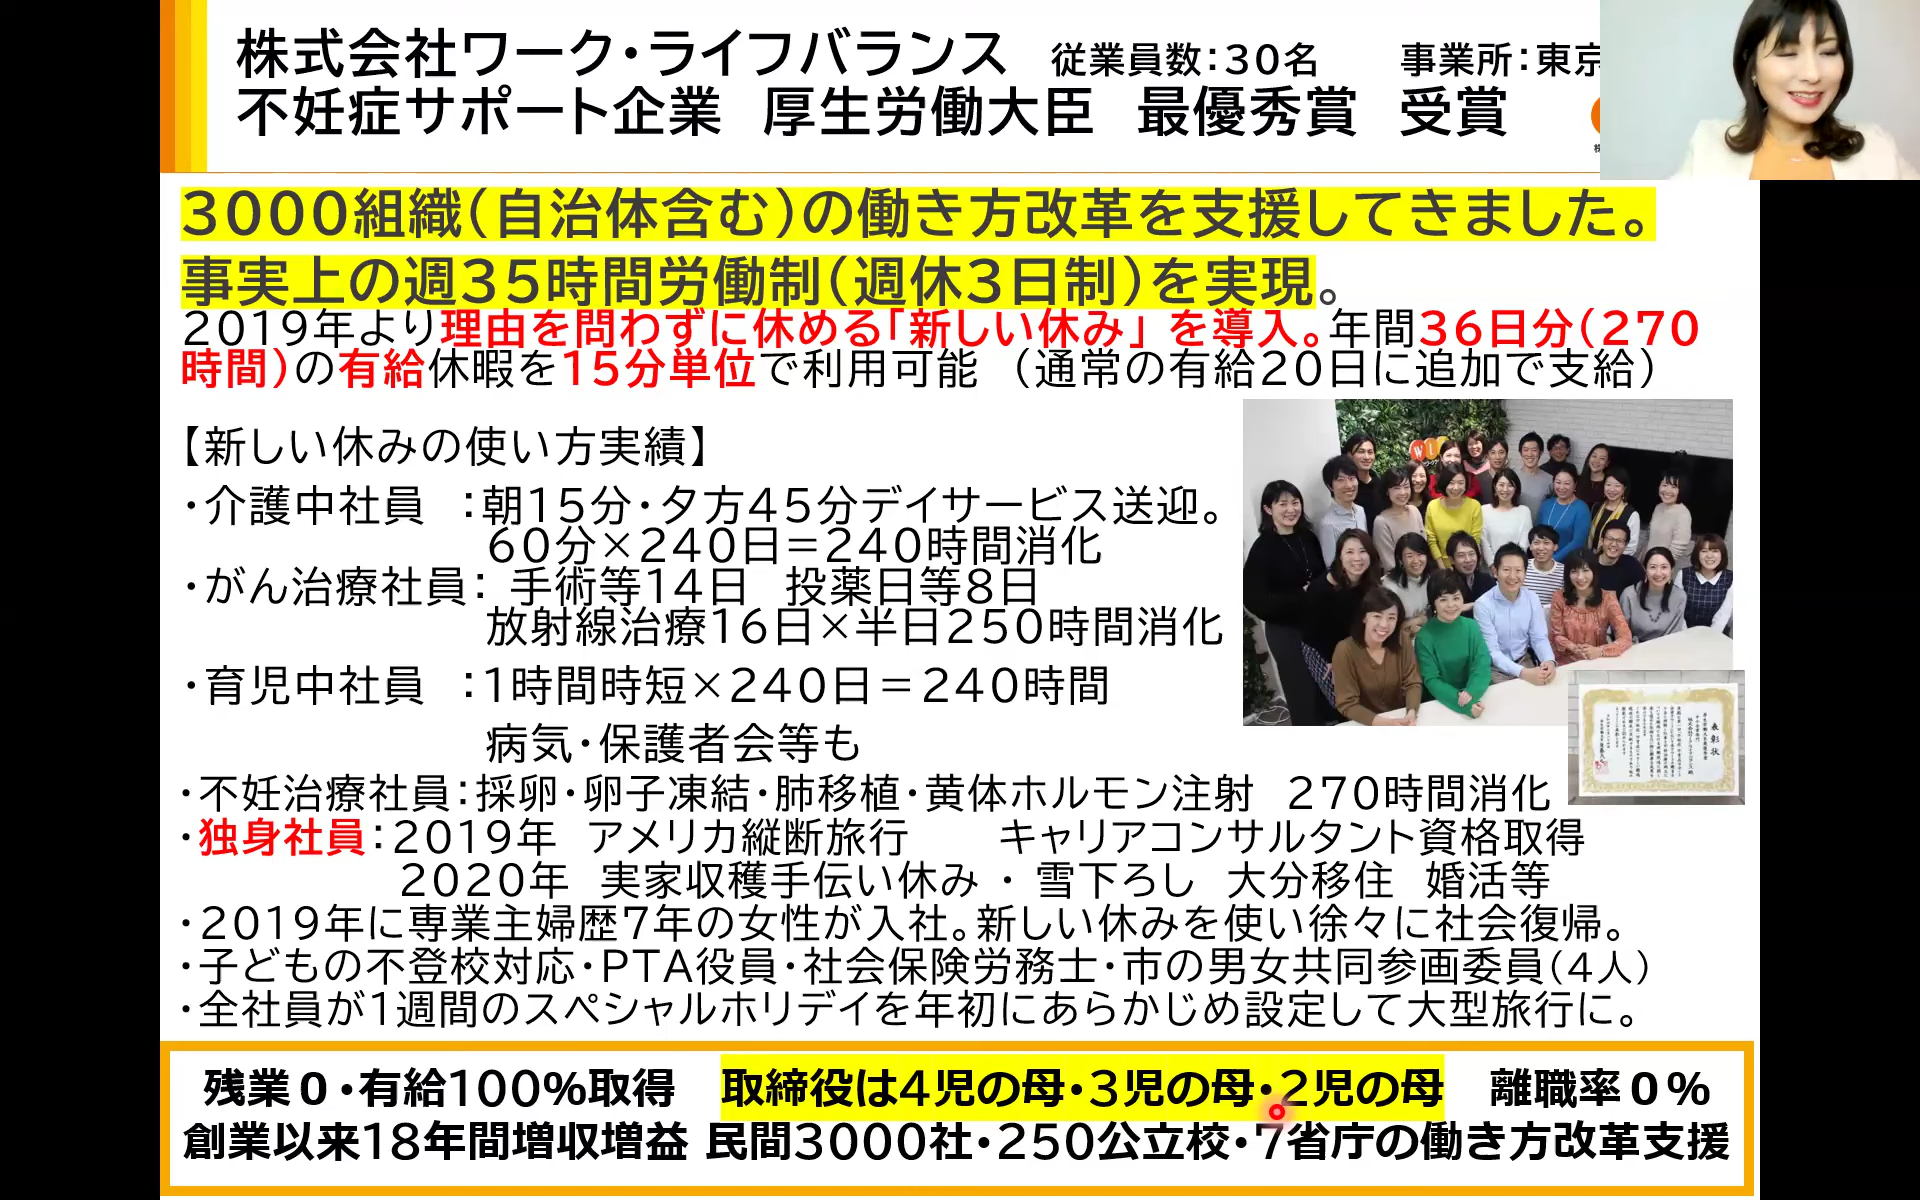 株式会社ワーク・ライフバランス　従業員数：３０名　　事業所：東京
不妊症サポート企業　厚生労働大臣　最優秀賞　受賞
3000組織（自治体含む）の働き方改革を支援してきました。
事実上の週35時間労働制（週休3日制）を実現。
2019年より理由を問わずに休める「新しい休み」を導入。年間36日分（270
時間）の有給休暇を15分単位で利用可能　（通常の有給20日に追加で支給）
【新しい休みの使い方実績】
・介護中社員　：朝15分・夕方45分デイサービス送迎。
60分×240日＝240時間消化
・がん治療社員：　手術等14日　投薬日等8日
放射線治療16日×半日250時間消化
・育児中社員　：1時間時短×240日＝240時間
病気・保護者会等も
・不妊治療社員：採卵・卵子凍結・肺移植・黄体ホルモン注射　270時間消化
・独身社員：2019年　アメリカ縦断旅行　　キャリアコンサルタント資格取得
2020年　実家収穫手伝い休み・雪下ろし　大分移住　婚活等
・2019年に専業主婦歴7年の女性が入社。新しい休みを使い徐々に社会復帰。
・子どもの不登校対応・PTA役員・社会保険労務士・市の男女共同参画委員（4人）
・全社員が1週間のスペシャルホリデイを年初にあらかじめ設定して大型旅行に。
表彰状
残業０・有給100%取得　取締役は4児の母・3児の母・2児の母　離職率０％
創業以来18年間増収増益 民間3000社・250公立校・7省庁の働き方改革支援